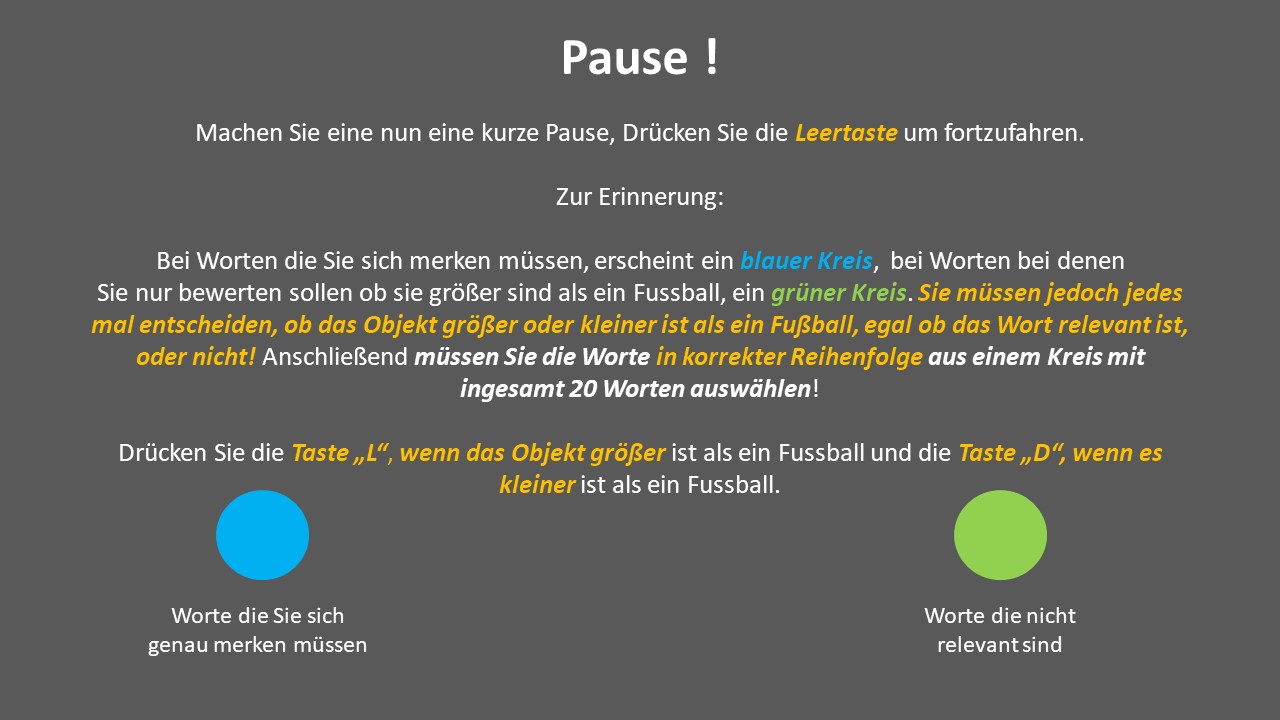 Pause !
Machen Sie eine nun eine kurze Pause, Drücken Sie die Leertaste um fortzufahren.
Zur Erinnerung:
Bei Worten die Sie sich merken müssen, erscheint ein blauer Kreis, bei Worten bei denen
Sie nur bewerten sollen ob sie größer sind als ein Fussball, ein grüner Kreis. Sie müssen jedoch jedes
mal entscheiden, ob das Objekt größer oder kleiner ist als ein Fußball, egal ob das Wort relevant ist,
oder nicht! Anschließend müssen Sie die Worte in korrekter Reihenfolge aus einem Kreis mit
ingesamt 20 Worten auswählen!
Drücken Sie die Taste „L“, wenn das Objekt größer ist als ein Fussball und die Taste „D“, wenn es
kleiner ist als ein Fussball.
Worte die Sie sich
genau merken müssen
Worte die nicht
relevant sind